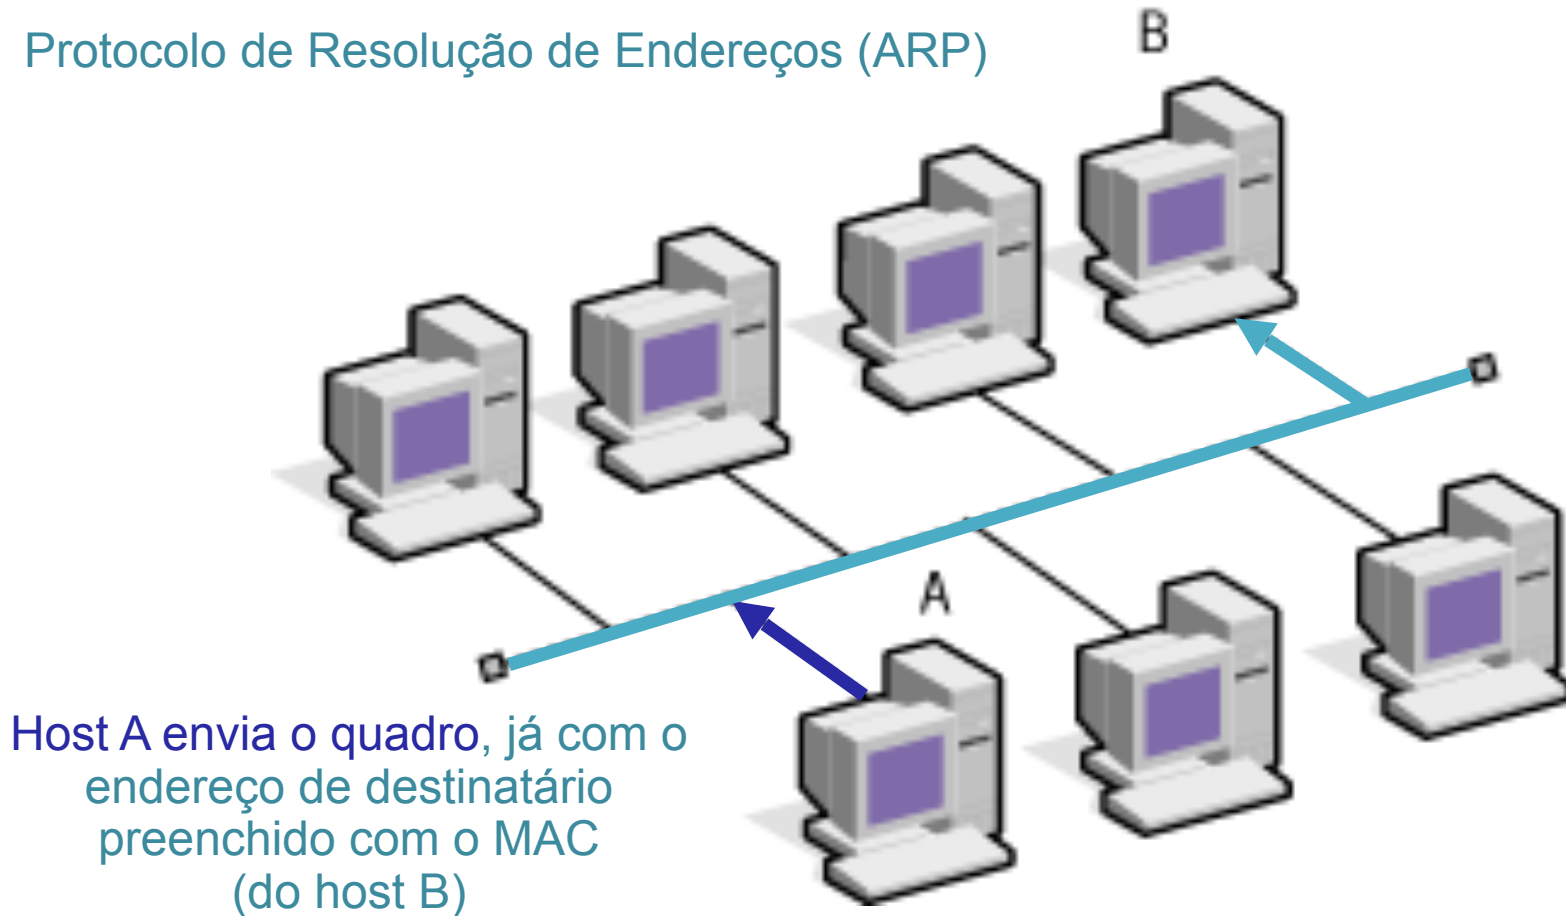 Protocolo de Resolução de Endereços (ARP)
B
A
Host A envia o quadro, já com o
endereço de destinatário
preenchido com o MAC
(do host B)